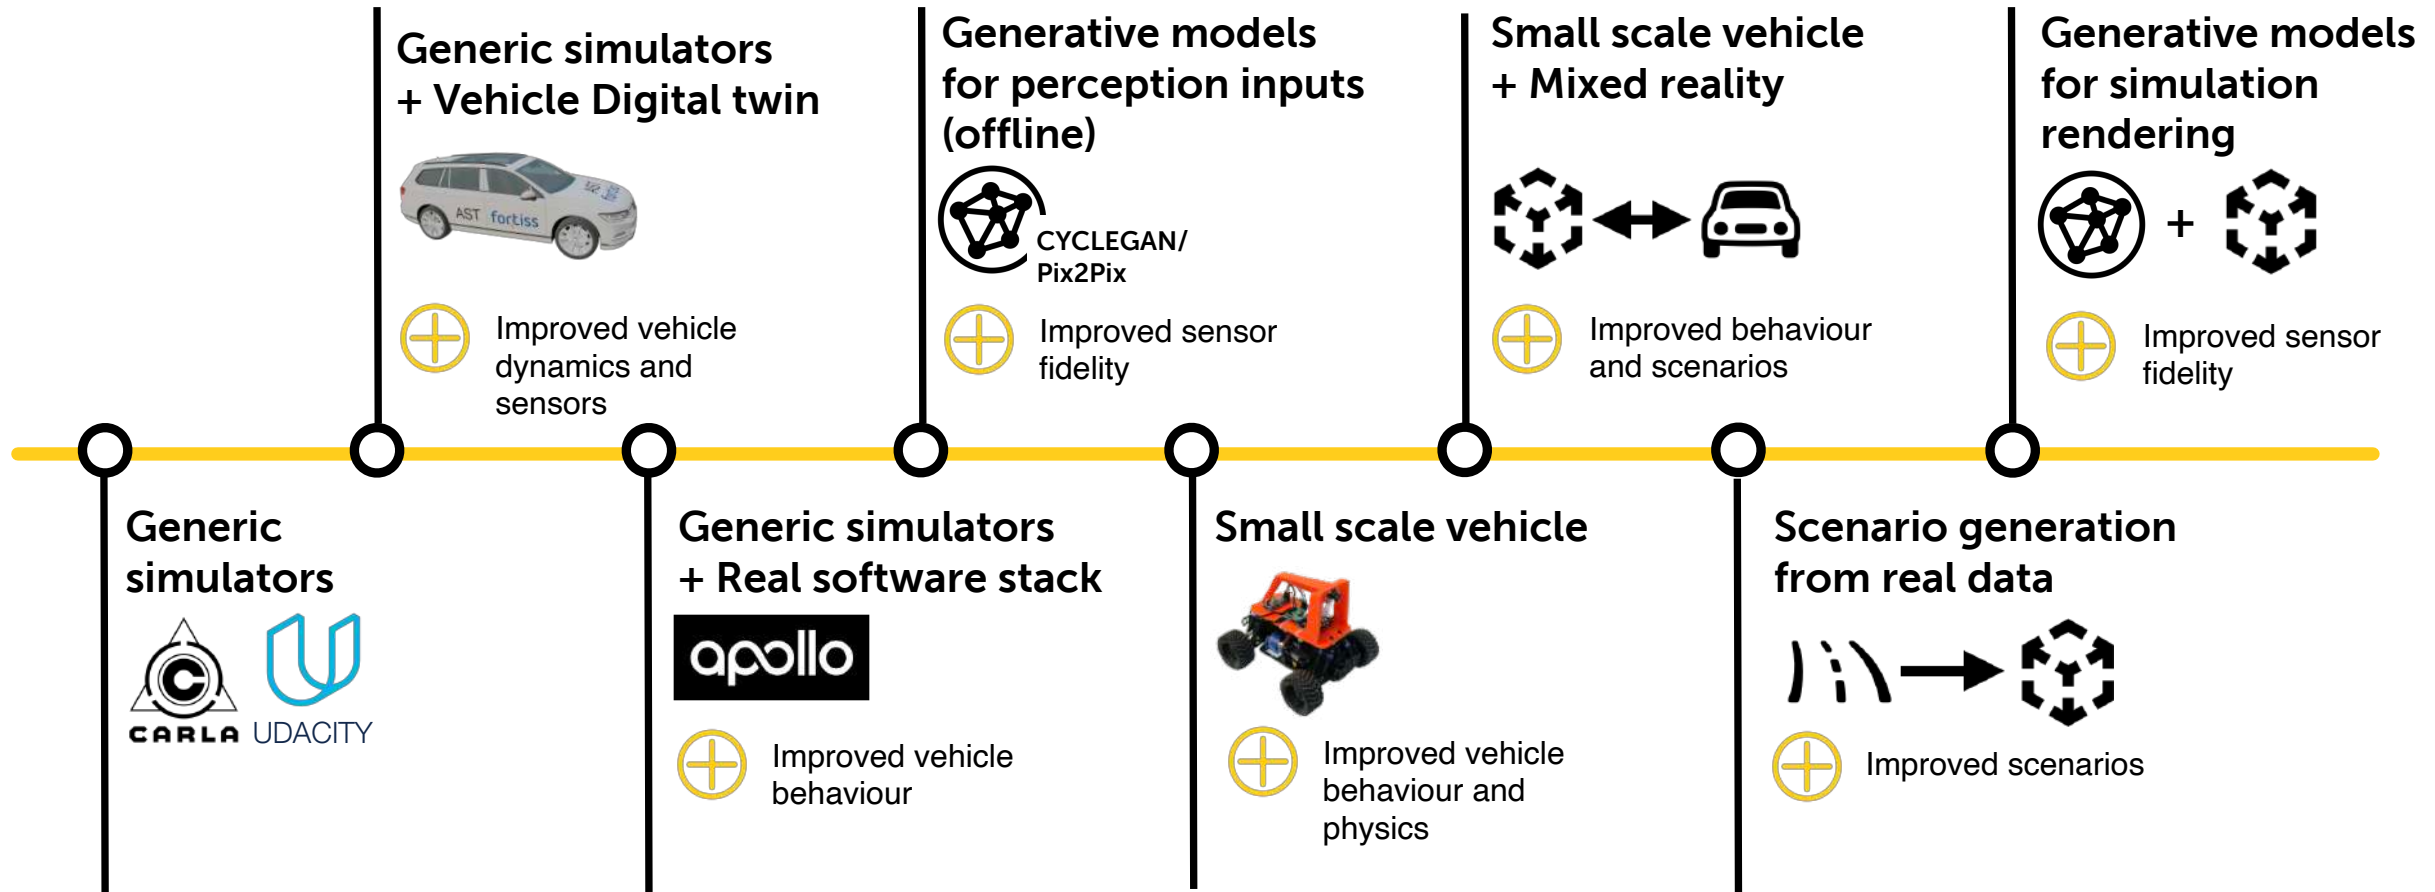 Generic simulators
+ Vehicle Digital twin
AST fortiss
AST
fortiss
Improved vehicle
dynamics and
sensors
Generative models
for perception inputs
(offline)
CYCLEGAN/
Pix2Pix
Improved sensor
fidelity
Small scale vehicle
+ Mixed reality
Improved behaviour
and scenarios
Generative models
for simulation
rendering
+
Improved sensor
fidelity
Generic
simulators
C
CARLA
UDACITY
Generic simulators
+ Real software stack
apollo
Improved vehicle
behaviour
Small scale vehicle
Improved vehicle
behaviour and
physics
Scenario generation
from real data
Improved scenarios